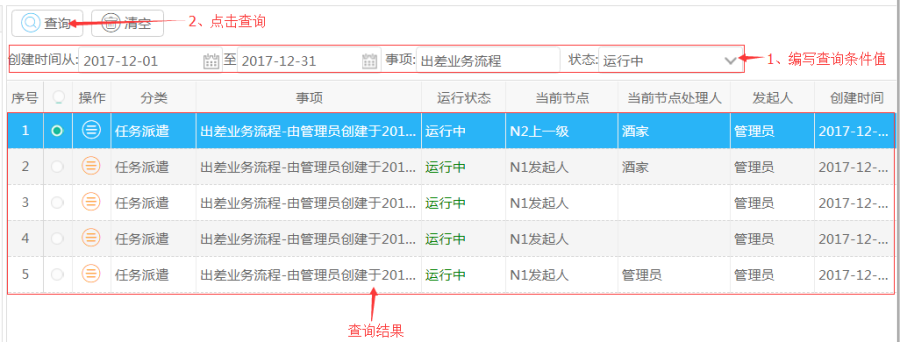 查询 清空 2、点击查询
创建时间从: 2017-12-01 至 2017-12-31 事项: 出差业务流程 状态: 运行中 1、编写查询条件值
序号 操作 分类 事项 运行状态 当前节点 当前节点处理人 发起人 创建时间
1 任务派遣 出差业务流程-由管理员创建于201... 运行中 N2上一级 酒家 管理员 2017-12-...
2 任务派遣 出差业务流程-由管理员创建于201... 运行中 N1发起人 酒家 管理员 2017-12-...
3 任务派遣 出差业务流程-由管理员创建于201... 运行中 N1发起人 管理员 2017-12-...
4 任务派遣 出差业务流程-由管理员创建于201... 运行中 N1发起人 管理员 2017-12-...
5 任务派遣 出差业务流程-由管理员创建于201... 运行中 N1发起人 管理员 管理员 2017-12-...
查询结果